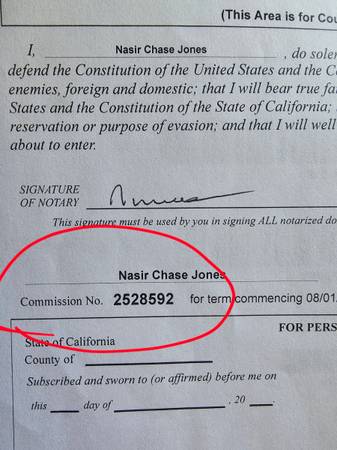 (This Area is for Cou
I, Nasir Chase Jones , do solem
defend the Constitution of the United States and the C
enemies, foreign and domestic; that I will bear true fa
States and the Constitution of the State of California;
reservation or purpose of evasion; and that I will well
about to enter.
SIGNATURE
OF NOTARY
This signature must be used by you in signing ALL notarized do
Nasir Chase Jones
Commission No. 2528592 for term commencing 08/01
FOR PERS
State of California
County of
Subscribed and sworn to (or affirmed) before me on
this day of , 20 .